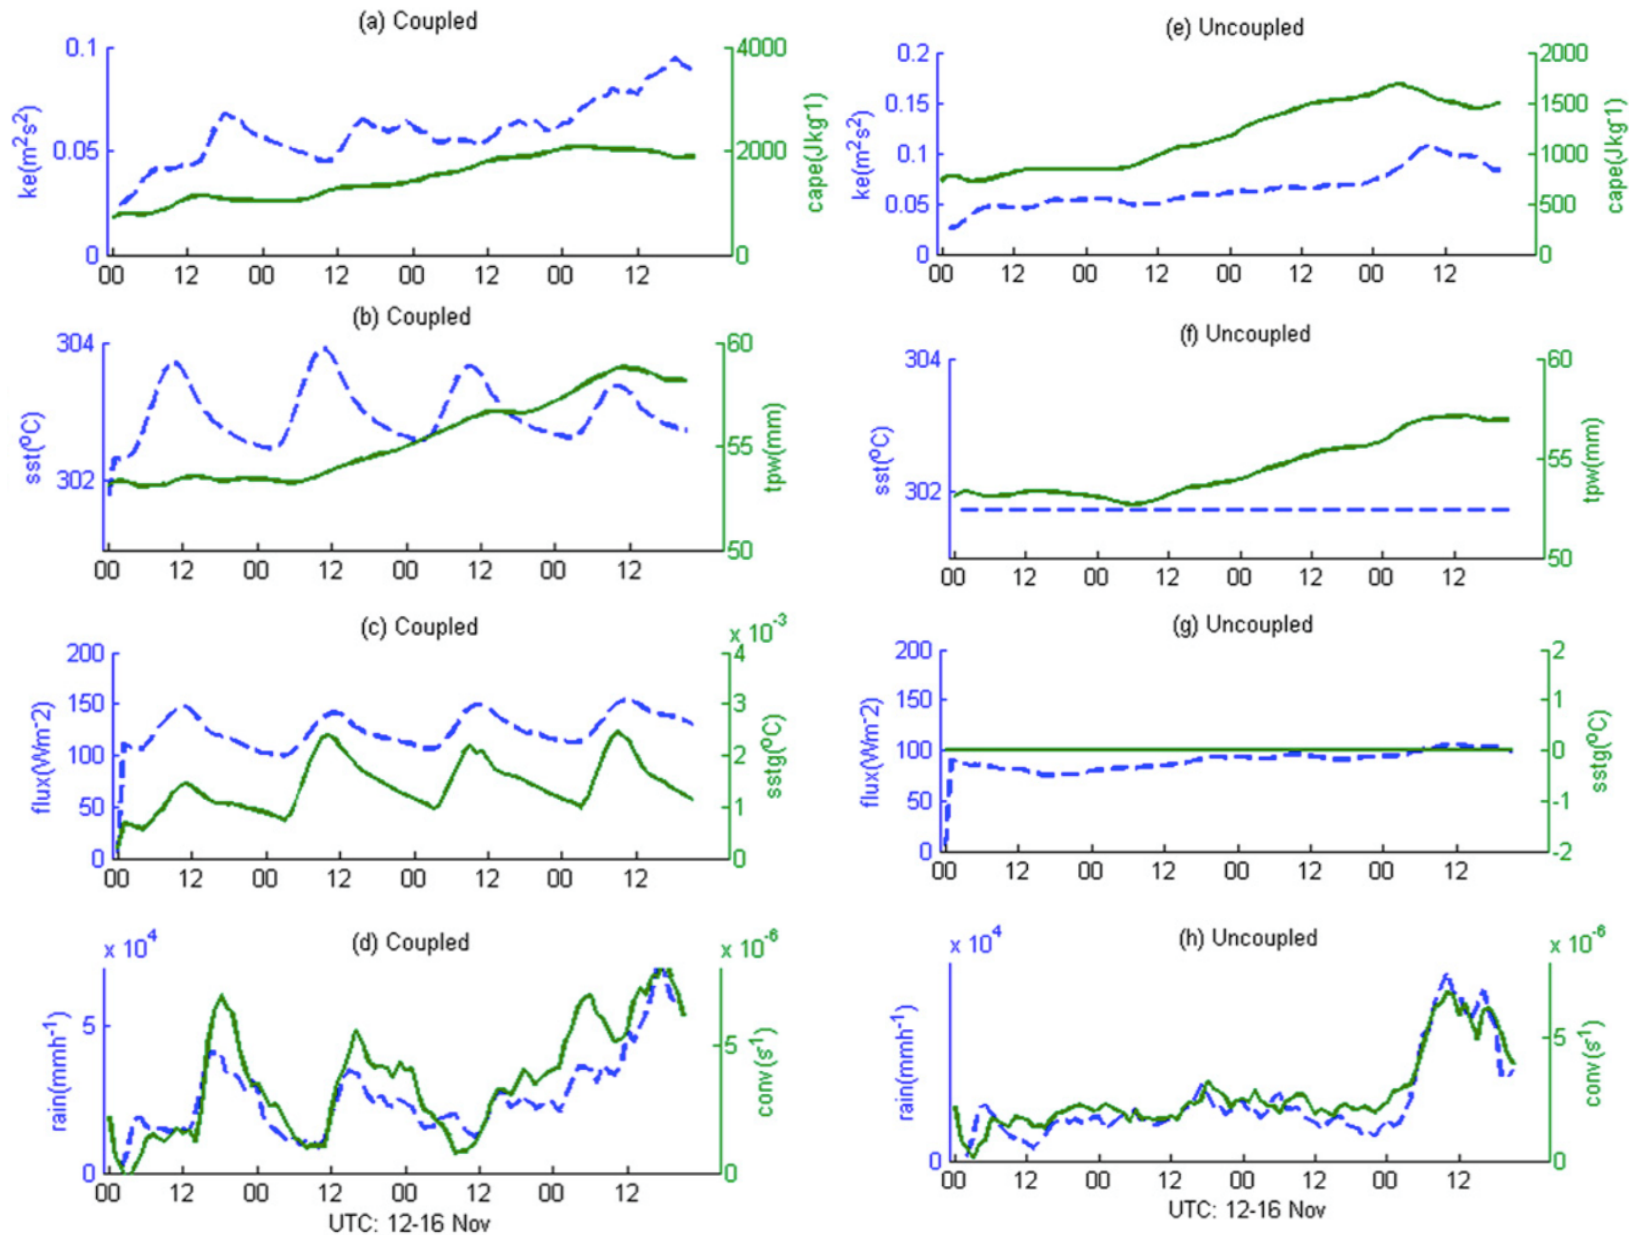 (a) Coupled
0.1
0.05
0
ke(m²s²)
4000
2000
0
cape(Jkg⁻¹)
00 12 00 12 00 12 00 12
(e) Uncoupled
0.2
0.15
0.1
0.05
0
ke(m²s²)
2000
1500
1000
500
0
cape(Jkg⁻¹)
00 12 00 12 00 12 00 12
(b) Coupled
304
302
sst(ºC)
60
55
50
tpw(mm)
00 12 00 12 00 12 00 12
(f) Uncoupled
304
302
sst(ºC)
60
55
50
tpw(mm)
00 12 00 12 00 12 00 12
(c) Coupled
200
150
100
50
0
flux(Wm-2)
x 10⁻³
4
3
2
1
0
sstg(ºC)
00 12 00 12 00 12 00 12
(g) Uncoupled
200
150
100
50
0
flux(Wm-2)
2
1
0
-1
-2
sstg(ºC)
00 12 00 12 00 12 00 12
(d) Coupled
x 10⁴
5
0
rain(mmh⁻¹)
x 10⁻⁶
5
0
conv(s⁻¹)
00 12 00 12 00 12 00 12
UTC: 12-16 Nov
(h) Uncoupled
x 10⁴
0
rain(mmh⁻¹)
x 10⁻⁶
5
0
conv(s⁻¹)
00 12 00 12 00 12 00 12
UTC: 12-16 Nov